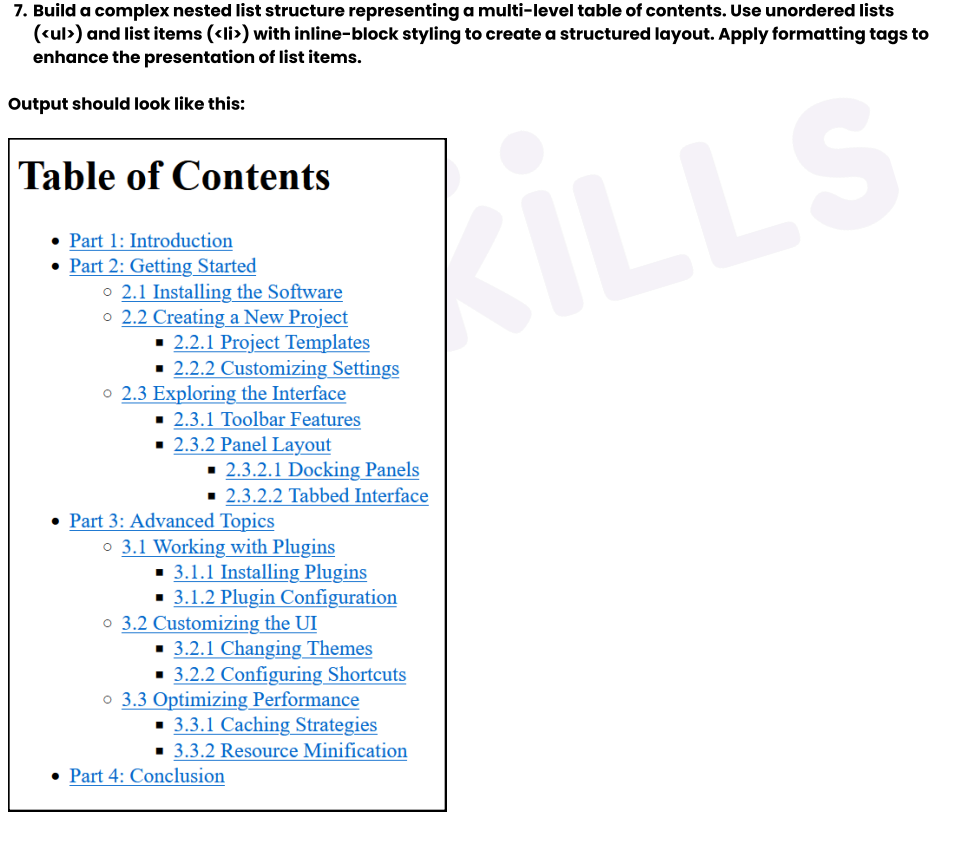 7. Build a complex nested list structure representing a multi-level table of contents. Use unordered lists
(<ul>) and list items (<li>) with inline-block styling to create a structured layout. Apply formatting tags to
enhance the presentation of list items.
Output should look like this:
Table of Contents
• Part 1: Introduction
• Part 2: Getting Started
○ 2.1 Installing the Software
○ 2.2 Creating a New Project
▪ 2.2.1 Project Templates
▪ 2.2.2 Customizing Settings
○ 2.3 Exploring the Interface
▪ 2.3.1 Toolbar Features
▪ 2.3.2 Panel Layout
▪ 2.3.2.1 Docking Panels
▪ 2.3.2.2 Tabbed Interface
• Part 3: Advanced Topics
○ 3.1 Working with Plugins
▪ 3.1.1 Installing Plugins
▪ 3.1.2 Plugin Configuration
○ 3.2 Customizing the UI
▪ 3.2.1 Changing Themes
▪ 3.2.2 Configuring Shortcuts
○ 3.3 Optimizing Performance
▪ 3.3.1 Caching Strategies
▪ 3.3.2 Resource Minification
• Part 4: Conclusion
KiLLS